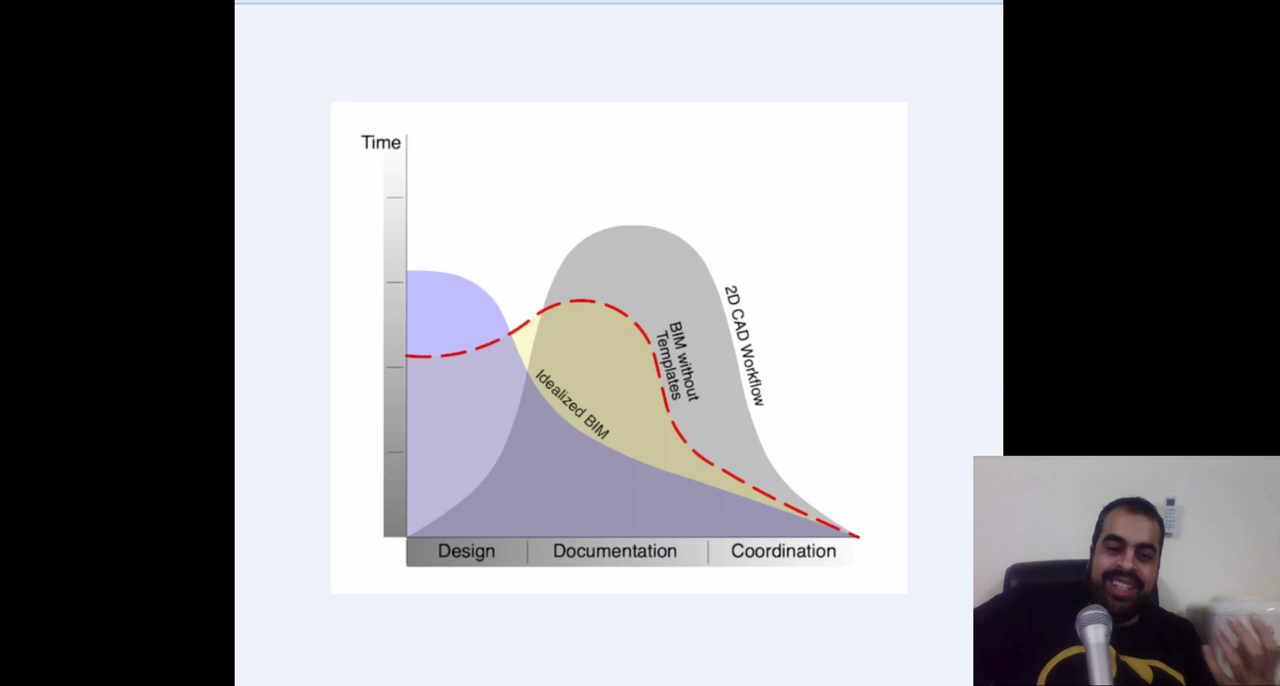 Time
2D CAD Workflow
BIM without
Templates
Idealized BIM
Design
Documentation
Coordination